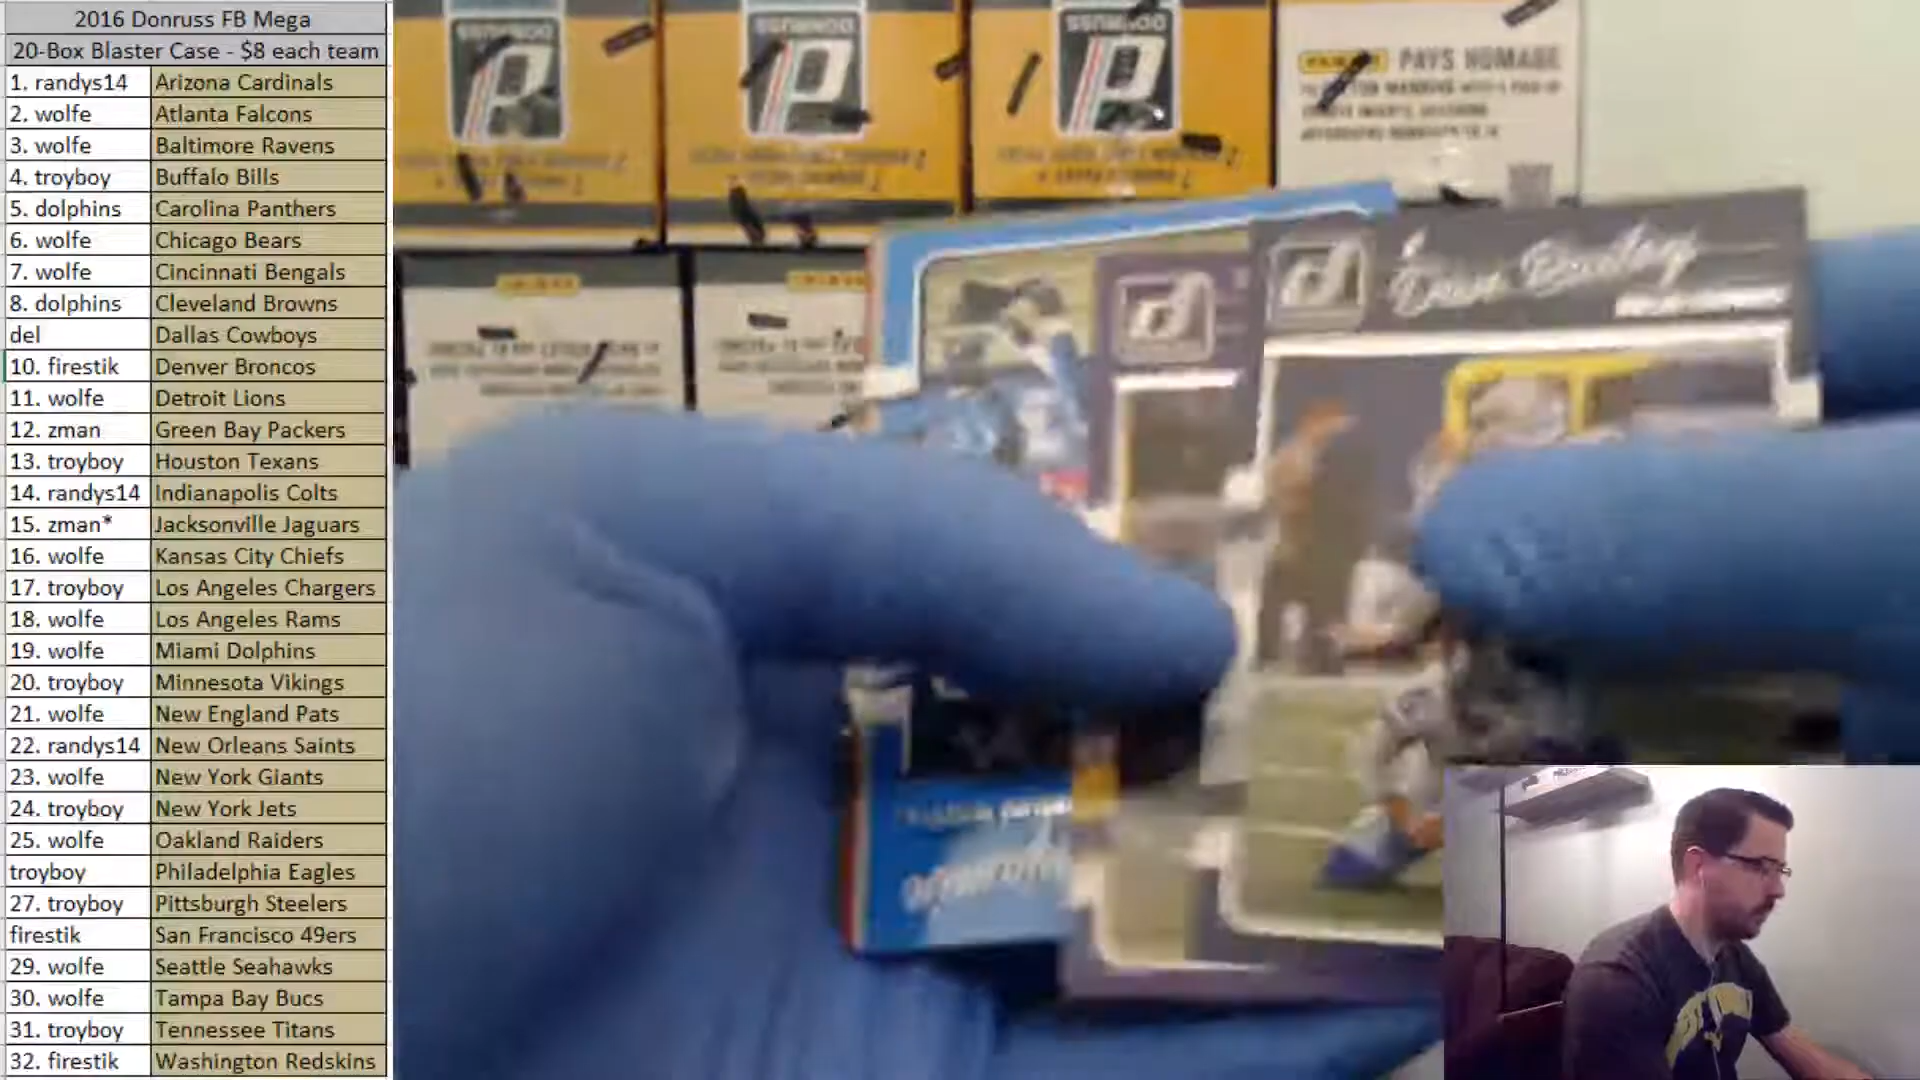 2016 Donruss FB Mega
20-Box Blaster Case - $8 each team
1. randys14 Arizona Cardinals
2. wolfe Atlanta Falcons
3. wolfe Baltimore Ravens
4. troyboy Buffalo Bills
5. dolphins Carolina Panthers
6. wolfe Chicago Bears
7. wolfe Cincinnati Bengals
8. dolphins Cleveland Browns
del Dallas Cowboys
10. firestik Denver Broncos
11. wolfe Detroit Lions
12. zman Green Bay Packers
13. troyboy Houston Texans
14. randys14 Indianapolis Colts
15. zman* Jacksonville Jaguars
16. wolfe Kansas City Chiefs
17. troyboy Los Angeles Chargers
18. wolfe Los Angeles Rams
19. wolfe Miami Dolphins
20. troyboy Minnesota Vikings
21. wolfe New England Pats
22. randys14 New Orleans Saints
23. wolfe New York Giants
24. troyboy New York Jets
25. wolfe Oakland Raiders
troyboy Philadelphia Eagles
27. troyboy Pittsburgh Steelers
firestik San Francisco 49ers
29. wolfe Seattle Seahawks
30. wolfe Tampa Bay Bucs
31. troyboy Tennessee Titans
32. firestik Washington Redskins
DONRUSS
DONRUSS
DONRUSS
PAYS HOMAGE